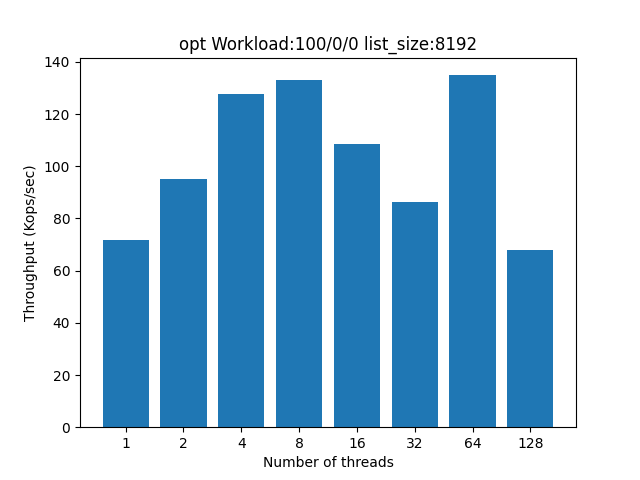 opt Workload:100/0/0 list_size:8192
Throughput (Kops/sec)
140
120
100
80
60
40
20
0
1 2 4 8 16 32 64 128
Number of threads